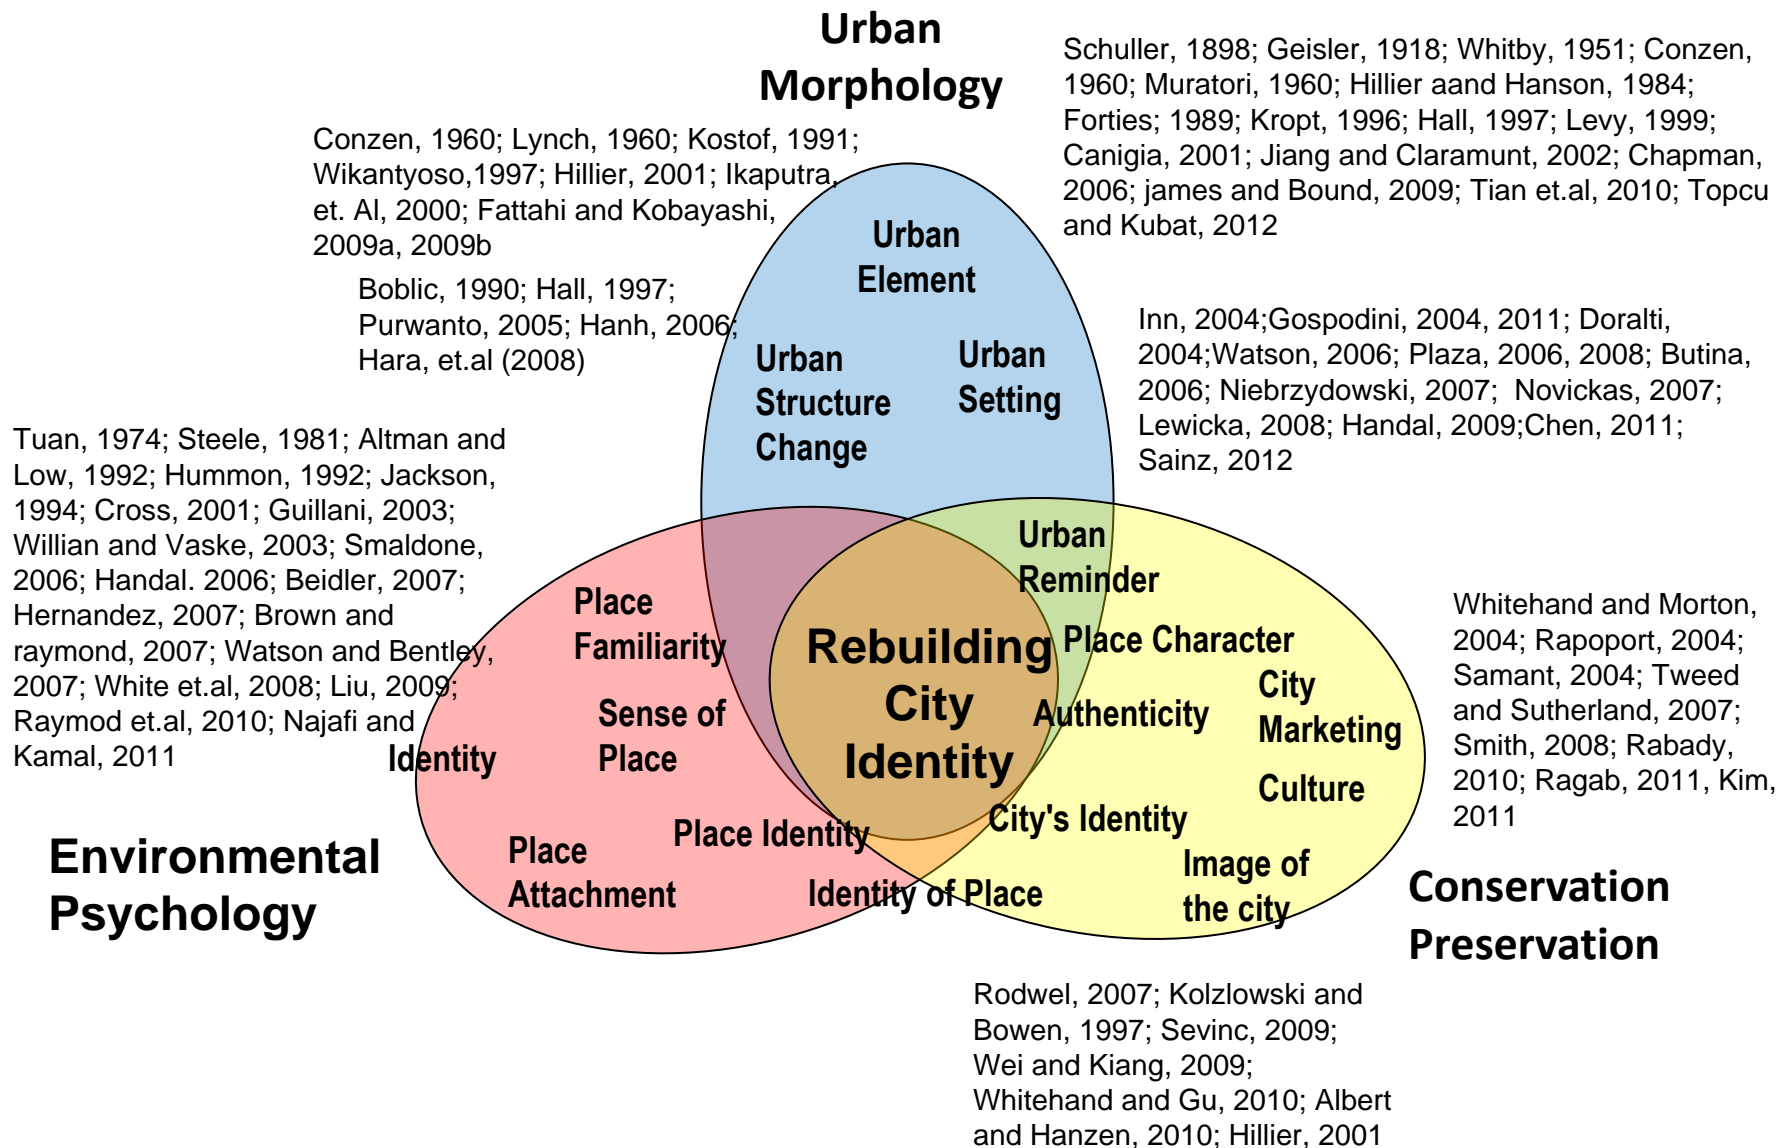 Urban
Morphology
Schuller, 1898; Geisler, 1918; Whitby, 1951; Conzen,
1960; Muratori, 1960; Hillier aand Hanson, 1984;
Forties; 1989; Kropt, 1996; Hall, 1997; Levy, 1999;
Canigia, 2001; Jiang and Claramunt, 2002; Chapman,
2006; james and Bound, 2009; Tian et.al, 2010; Topcu
and Kubat, 2012
Conzen, 1960; Lynch, 1960; Kostof, 1991;
Wikantyoso,1997; Hillier, 2001; Ikaputra,
et. Al, 2000; Fattahi and Kobayashi,
2009a, 2009b
Boblic, 1990; Hall, 1997;
Purwanto, 2005; Hanh, 2006;
Hara, et.al (2008)
Urban
Element
Urban
Structure
Change
Urban
Setting
Inn, 2004;Gospodini, 2004, 2011; Doralti,
2004;Watson, 2006; Plaza, 2006, 2008; Butina,
2006; Niebrzydowski, 2007;  Novickas, 2007;
Lewicka, 2008; Handal, 2009;Chen, 2011;
Sainz, 2012
Tuan, 1974; Steele, 1981; Altman and
Low, 1992; Hummon, 1992; Jackson,
1994; Cross, 2001; Guillani, 2003;
Willian and Vaske, 2003; Smaldone,
2006; Handal. 2006; Beidler, 2007;
Hernandez, 2007; Brown and
raymond, 2007; Watson and Bentley,
2007; White et.al, 2008; Liu, 2009;
Raymod et.al, 2010; Najafi and
Kamal, 2011
Urban
Reminder
Place
Familiarity
Rebuilding
City
Identity
Place Character
City
Marketing
Authenticity
Sense of
Place
Identity
Culture
City's Identity
Place Identity
Place
Attachment
Identity of Place
Image of
the city
Whitehand and Morton,
2004; Rapoport, 2004;
Samant, 2004; Tweed
and Sutherland, 2007;
Smith, 2008; Rabady,
2010; Ragab, 2011, Kim,
2011
Environmental
Psychology
Conservation
Preservation
Rodwel, 2007; Kolzlowski and
Bowen, 1997; Sevinc, 2009;
Wei and Kiang, 2009;
Whitehand and Gu, 2010; Albert
and Hanzen, 2010; Hillier, 2001